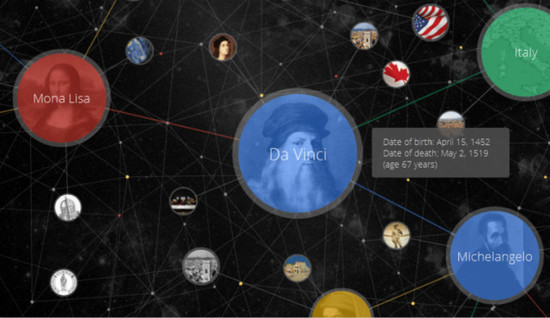 Italy
Mona Lisa
Da Vinci
Date of birth: April 15, 1452
Date of death: May 2, 1519
(age 67 years)
Michelangelo